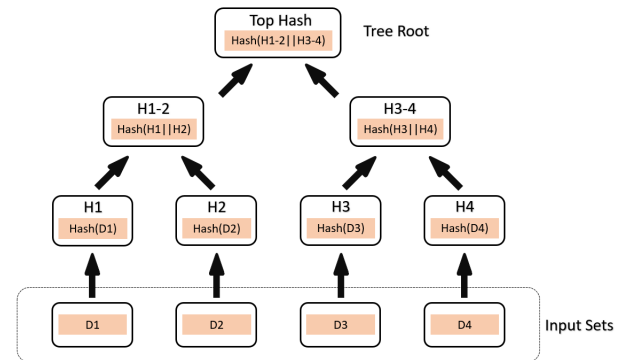 Top Hash
Hash(H1-2||H3-4)
Tree Root
H1-2
Hash(H1||H2)
H3-4
Hash(H3||H4)
H1
Hash(D1)
H2
Hash(D2)
H3
Hash(D3)
H4
Hash(D4)
D1
D2
D3
D4
Input Sets